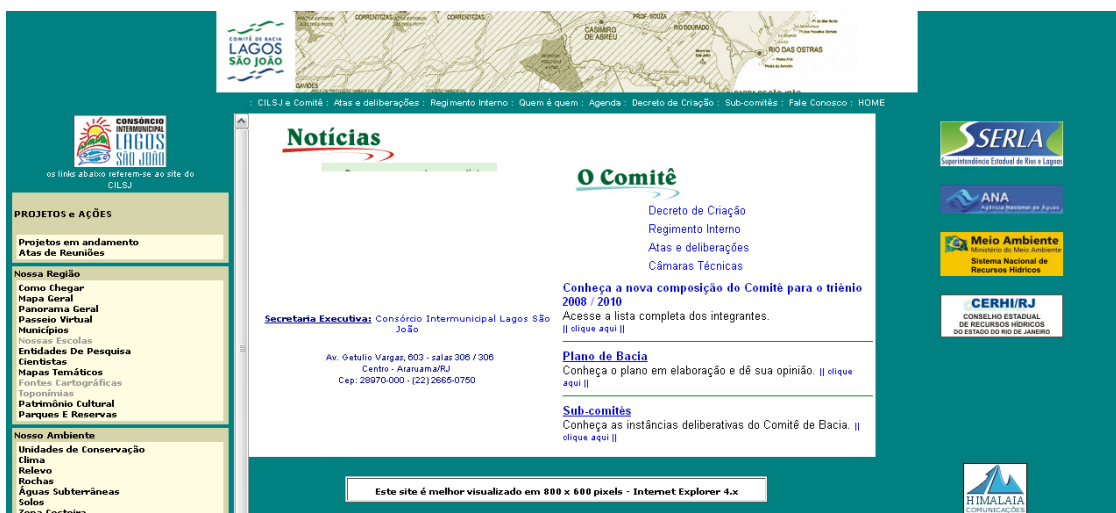 COMITÊ DE BACIA
LAGOS
SÃO JOÃO
CORRENTEZAS
CORRENTEZAS
GAVIÕES
CASIMIRO
DE ABREU
PROF. SOUZA
RIO DOURADO
RIO DAS OSTRAS
: CILSJ e Comitê : Atas e deliberações : Regimento Interno : Quem é quem : Agenda : Decreto de Criação : Sub-comitês : Fale Conosco : HOME
CONSÓRCIO
INTERMUNICIPAL
LAGOS
SÃO JOÃO
os links abaixo referem-se ao site do
CILSJ
PROJETOS e AÇÕES
Projetos em andamento
Atas de Reuniões
Nossa Região
Como Chegar
Mapa Geral
Panorama Geral
Passeio Virtual
Municípios
Nossas Escolas
Entidades De Pesquisa
Cientistas
Mapas Temáticos
Fontes Cartográficas
Toponímias
Patrimônio Cultural
Parques E Reservas
Nosso Ambiente
Unidades de Conservação
Clima
Relevo
Rochas
Águas Subterrâneas
Solos
Zona Costeira
Notícias
Secretaria Executiva: Consórcio Intermunicipal Lagos São
João
Av. Getulio Vargas, 603 - salas 306 / 306
Centro - Araruama/RJ
Cep: 28970-000 - (22) 2665-0750
O Comitê
Decreto de Criação
Regimento Interno
Atas e deliberações
Câmaras Técnicas
Conheça a nova composição do Comitê para o triênio
2008 / 2010
Acesse a lista completa dos integrantes.
|| clique aqui ||
Plano de Bacia
Conheça o plano em elaboração e dê sua opinião. || clique
aqui ||
Sub-comitês
Conheça as instâncias deliberativas do Comitê de Bacia. ||
clique aqui ||
Este site é melhor visualizado em 800 x 600 pixels - Internet Explorer 4.x
SERLA
Superintendência Estadual de Rios e Lagoas
ANA
Agência Nacional de Águas
Meio Ambiente
Ministério do Meio Ambiente
Sistema Nacional de
Recursos Hídricos
CERHI/RJ
CONSELHO ESTADUAL
DE RECURSOS HÍDRICOS
DO ESTADO DO RIO DE JANEIRO
HIMALAIA
COMUNICAÇÕES